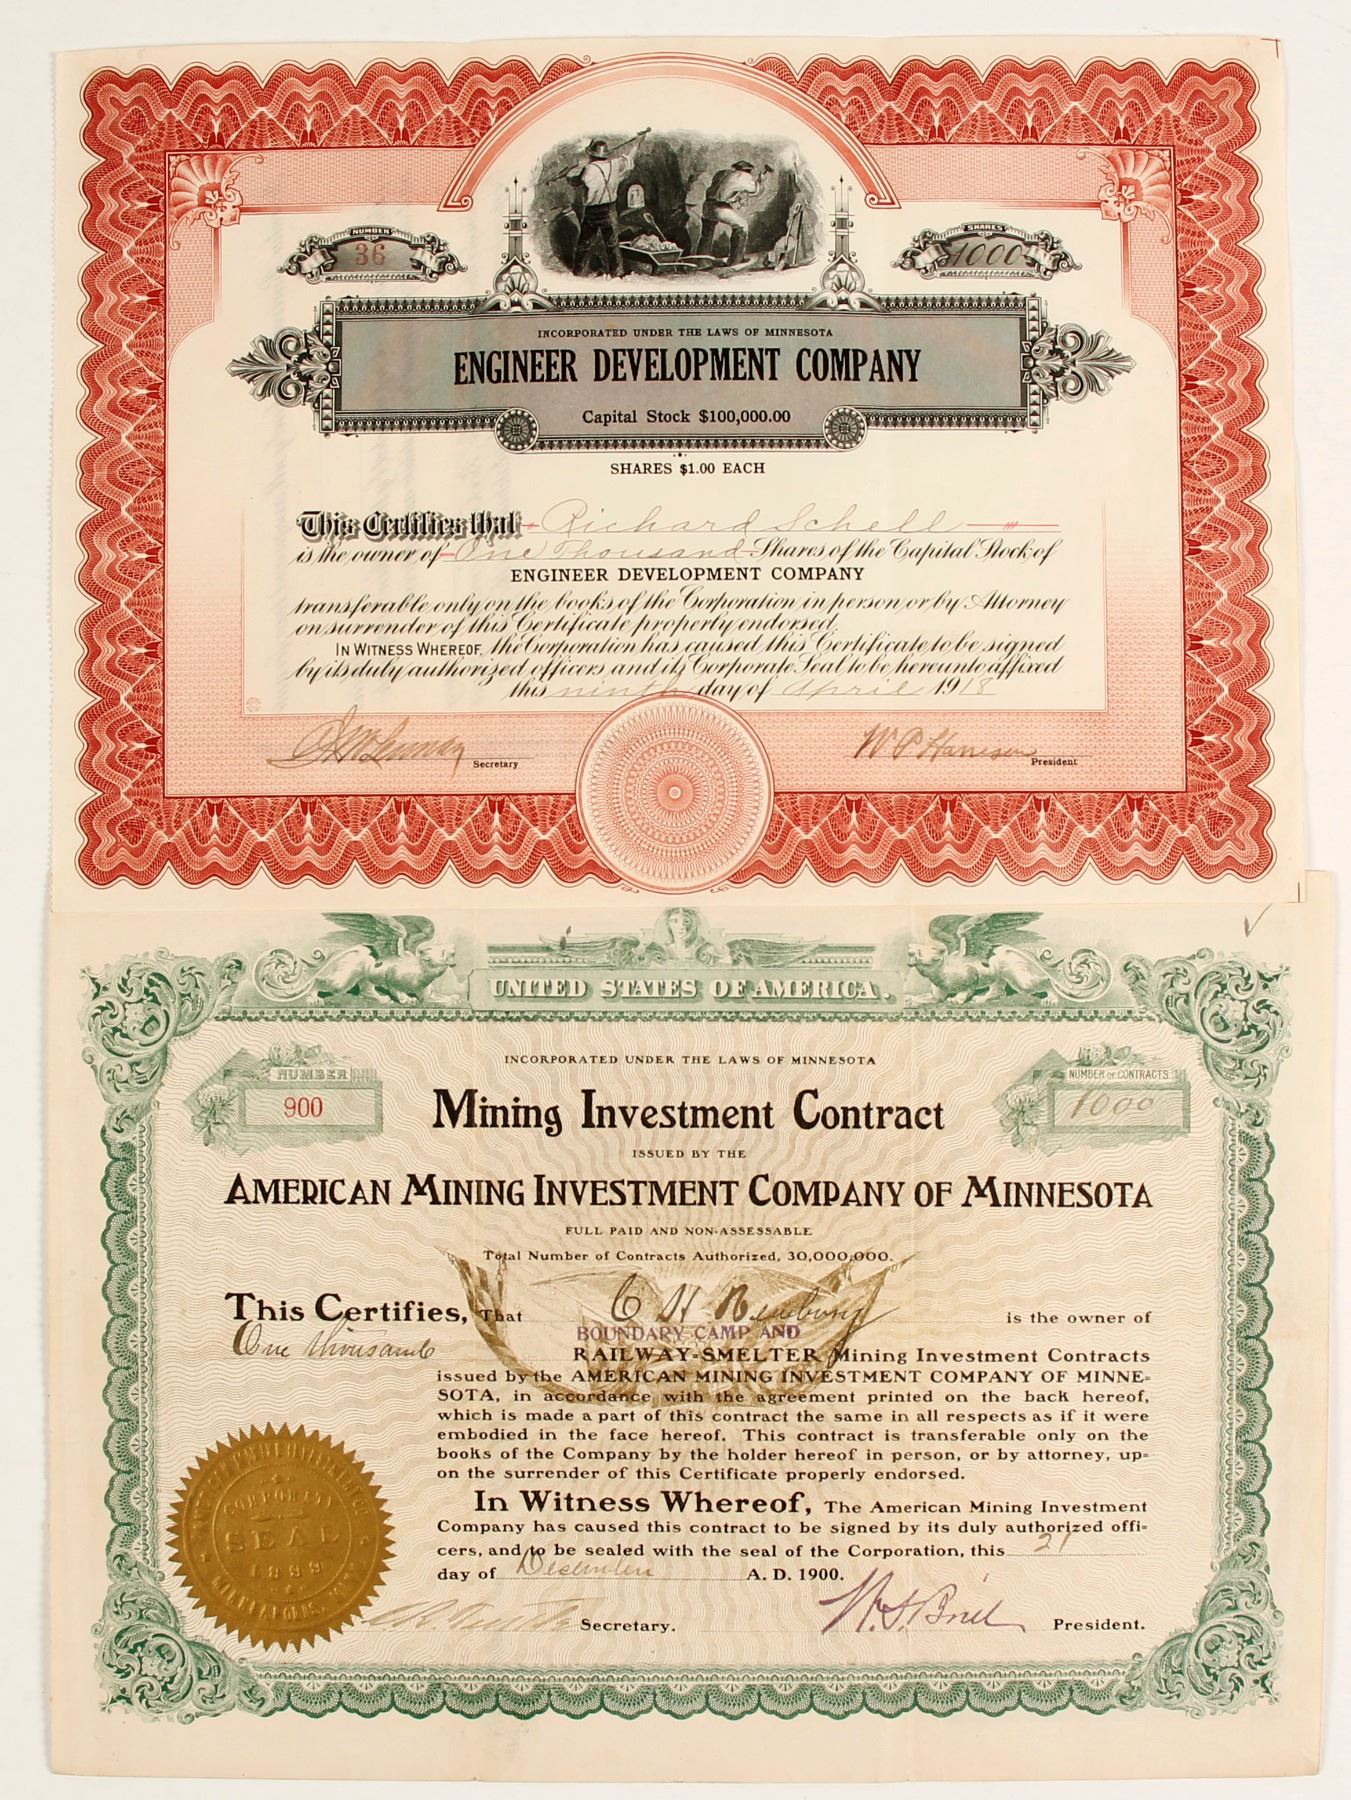 NUMBER
36
SHARES
1000
INCORPORATED UNDER THE LAWS OF MINNESOTA
ENGINEER DEVELOPMENT COMPANY
Capital Stock $100,000.00
SHARES $1.00 EACH
This Certifies that Richard Schell
is the owner of One Thousand Shares of the Capital Stock of
ENGINEER DEVELOPMENT COMPANY
transferable only on the books of the Corporation in person or by Attorney
on surrender of this Certificate properly endorsed.
IN WITNESS WHEREOF, the Corporation has caused this Certificate to be signed
by its duly authorized officers and its Corporate Seal to be hereunto affixed
this ninth day of April 1918
Secretary
W P Harrison
President
UNITED STATES OF AMERICA.
INCORPORATED UNDER THE LAWS OF MINNESOTA
NUMBER
900
NUMBER OF CONTRACTS
1000
Mining Investment Contract
ISSUED BY THE
AMERICAN MINING INVESTMENT COMPANY OF MINNESOTA
FULL PAID AND NON-ASSESSABLE
Total Number of Contracts Authorized, 30,000,000.
This Certifies, That C H is the owner of
One thousand BOUNDARY CAMP AND
RAILWAY-SMELTER Mining Investment Contracts
issued by the AMERICAN MINING INVESTMENT COMPANY OF MINNE=
SOTA, in accordance with the agreement printed on the back hereof,
which is made a part of this contract the same in all respects as if it were
embodied in the face hereof. This contract is transferable only on the
books of the Company by the holder hereof in person, or by attorney, up=
on the surrender of this Certificate properly endorsed.
In Witness Whereof, The American Mining Investment
Company has caused this contract to be signed by its duly authorized offi=
cers, and to be sealed with the seal of the Corporation, this 21
day of December A. D. 1900.
CORPORATE
SEAL
1899
MINNEAPOLIS, MINN.
Secretary.
President.